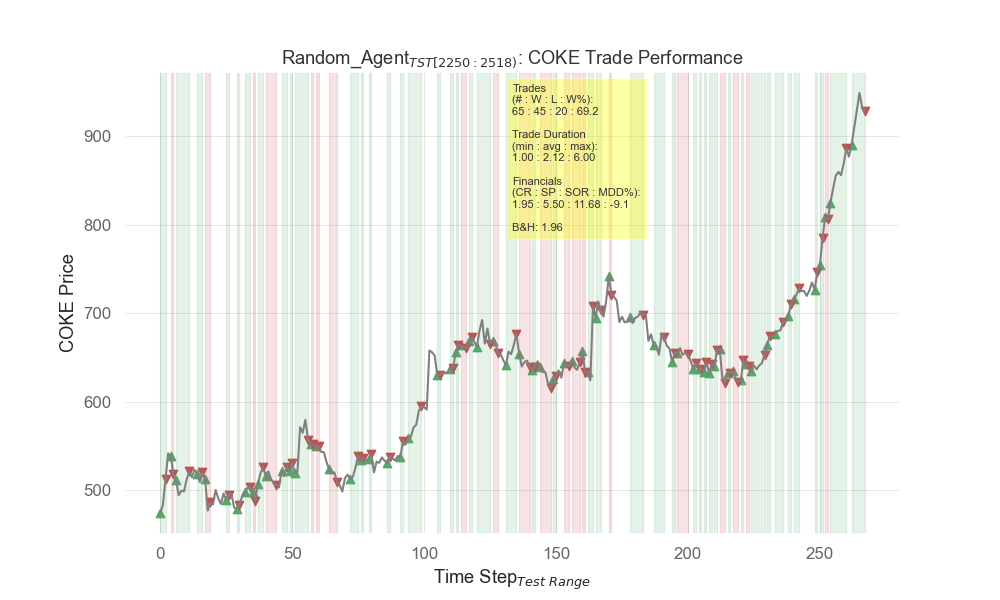 Random_Agent_TST[2250:2518): COKE Trade Performance
Trades
(# : W : L : W%):
65 : 45 : 20 : 69.2
Trade Duration
(min : avg : max):
1.00 : 2.12 : 6.00
Financials
(CR : SP : SOR : MDD%):
1.95 : 5.50 : 11.68 : -9.1
B&H: 1.96
COKE Price
900
800
700
600
500
0 50 100 150 200 250
Time Step Test Range